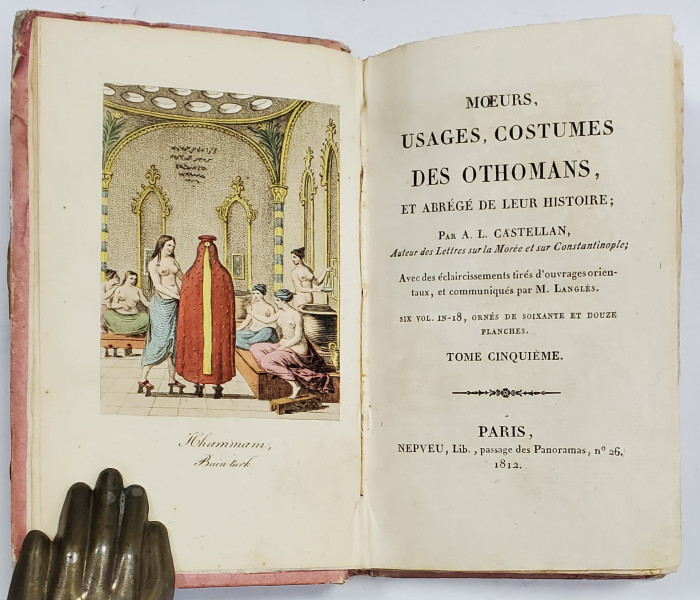 Khammam,
Bain turk
MŒURS,
USAGES, COSTUMES
DES OTHOMANS,
ET ABRÉGÉ DE LEUR HISTOIRE;
PAR A. L. CASTELLAN,
Auteur des Lettres sur la Morée et sur Constantinople;
Avec des éclaircissements tirés d'ouvrages orien-
taux, et communiqués par M. LANGLÈS.
SIX VOL. IN-18, ORNÉS DE SOIXANTE ET DOUZE
PLANCHES.
TOME CINQUIÈME.
PARIS,
NEPVEU, Lib., passage des Panoramas, nº 26.
1812.